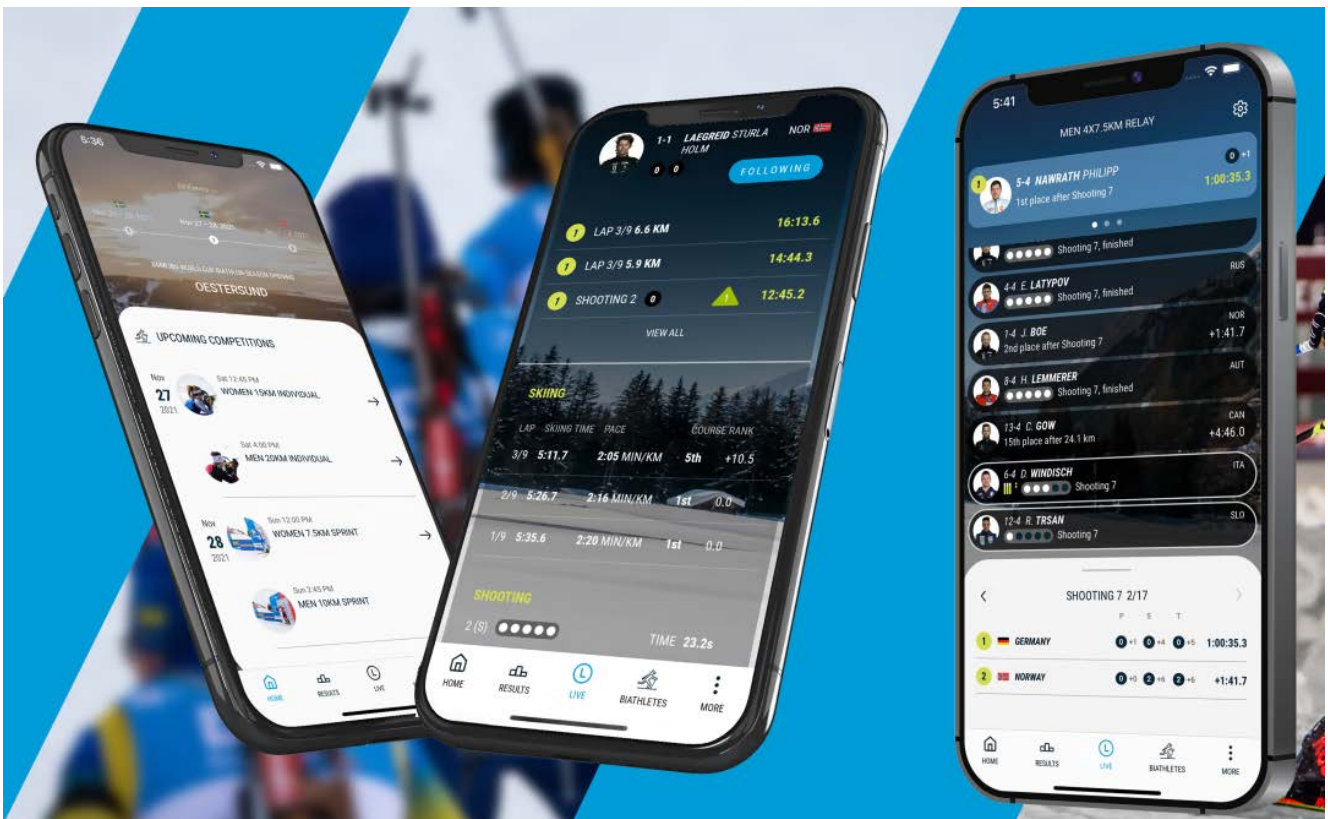 5:36
Nov 27 - 28 2021
BMW IBU WORLD CUP BIATHLON SEASON OPENING
OESTERSUND
UPCOMING COMPETITIONS
Nov
27
2021
Sat 12:45 PM
WOMEN 15KM INDIVIDUAL
Sat 4:00 PM
MEN 20KM INDIVIDUAL
Nov
28
2021
Sun 12:00 PM
WOMEN 7.5KM SPRINT
Sun 2:45 PM
MEN 10KM SPRINT
HOME RESULTS LIVE
1-1 LAEGREID STURLA HOLM NOR
0 0
FOLLOWING
1 LAP 3/9 6.6 KM 16:13.6
1 LAP 3/9 5.9 KM 14:44.3
1 SHOOTING 2 0 1 12:45.2
VIEW ALL
SKIING
LAP SKIING TIME PACE COURSE RANK
3/9 5:11.7 2:05 MIN/KM 5th +10.5
2/9 5:26.7 2:16 MIN/KM 1st 0.0
1/9 5:35.6 2:20 MIN/KM 1st 0.0
SHOOTING
2 (S) TIME 23.2s
HOME RESULTS LIVE BIATHLETES MORE
5:41
MEN 4X7.5KM RELAY
1 5-4 NAWRATH PHILIPP 0 +1
1st place after Shooting 7 1:00:35.3
Shooting 7, finished
RUS
4-4 E. LATYPOV
Shooting 7, finished
NOR
1-4 J. BOE
2nd place after Shooting 7 +1:41.7
AUT
8-4 H. LEMMERER
Shooting 7, finished
CAN
13-4 C. GOW
15th place after 24.1 km +4:46.0
ITA
6-4 D. WINDISCH
Shooting 7
SLO
12-4 R. TRSAN
Shooting 7
SHOOTING 7 2/17
P S T
1 GERMANY 0 +1 0 +4 0 +5 1:00:35.3
2 NORWAY 0 +0 2 +6 2 +6 +1:41.7
HOME RESULTS LIVE BIATHLETES MORE